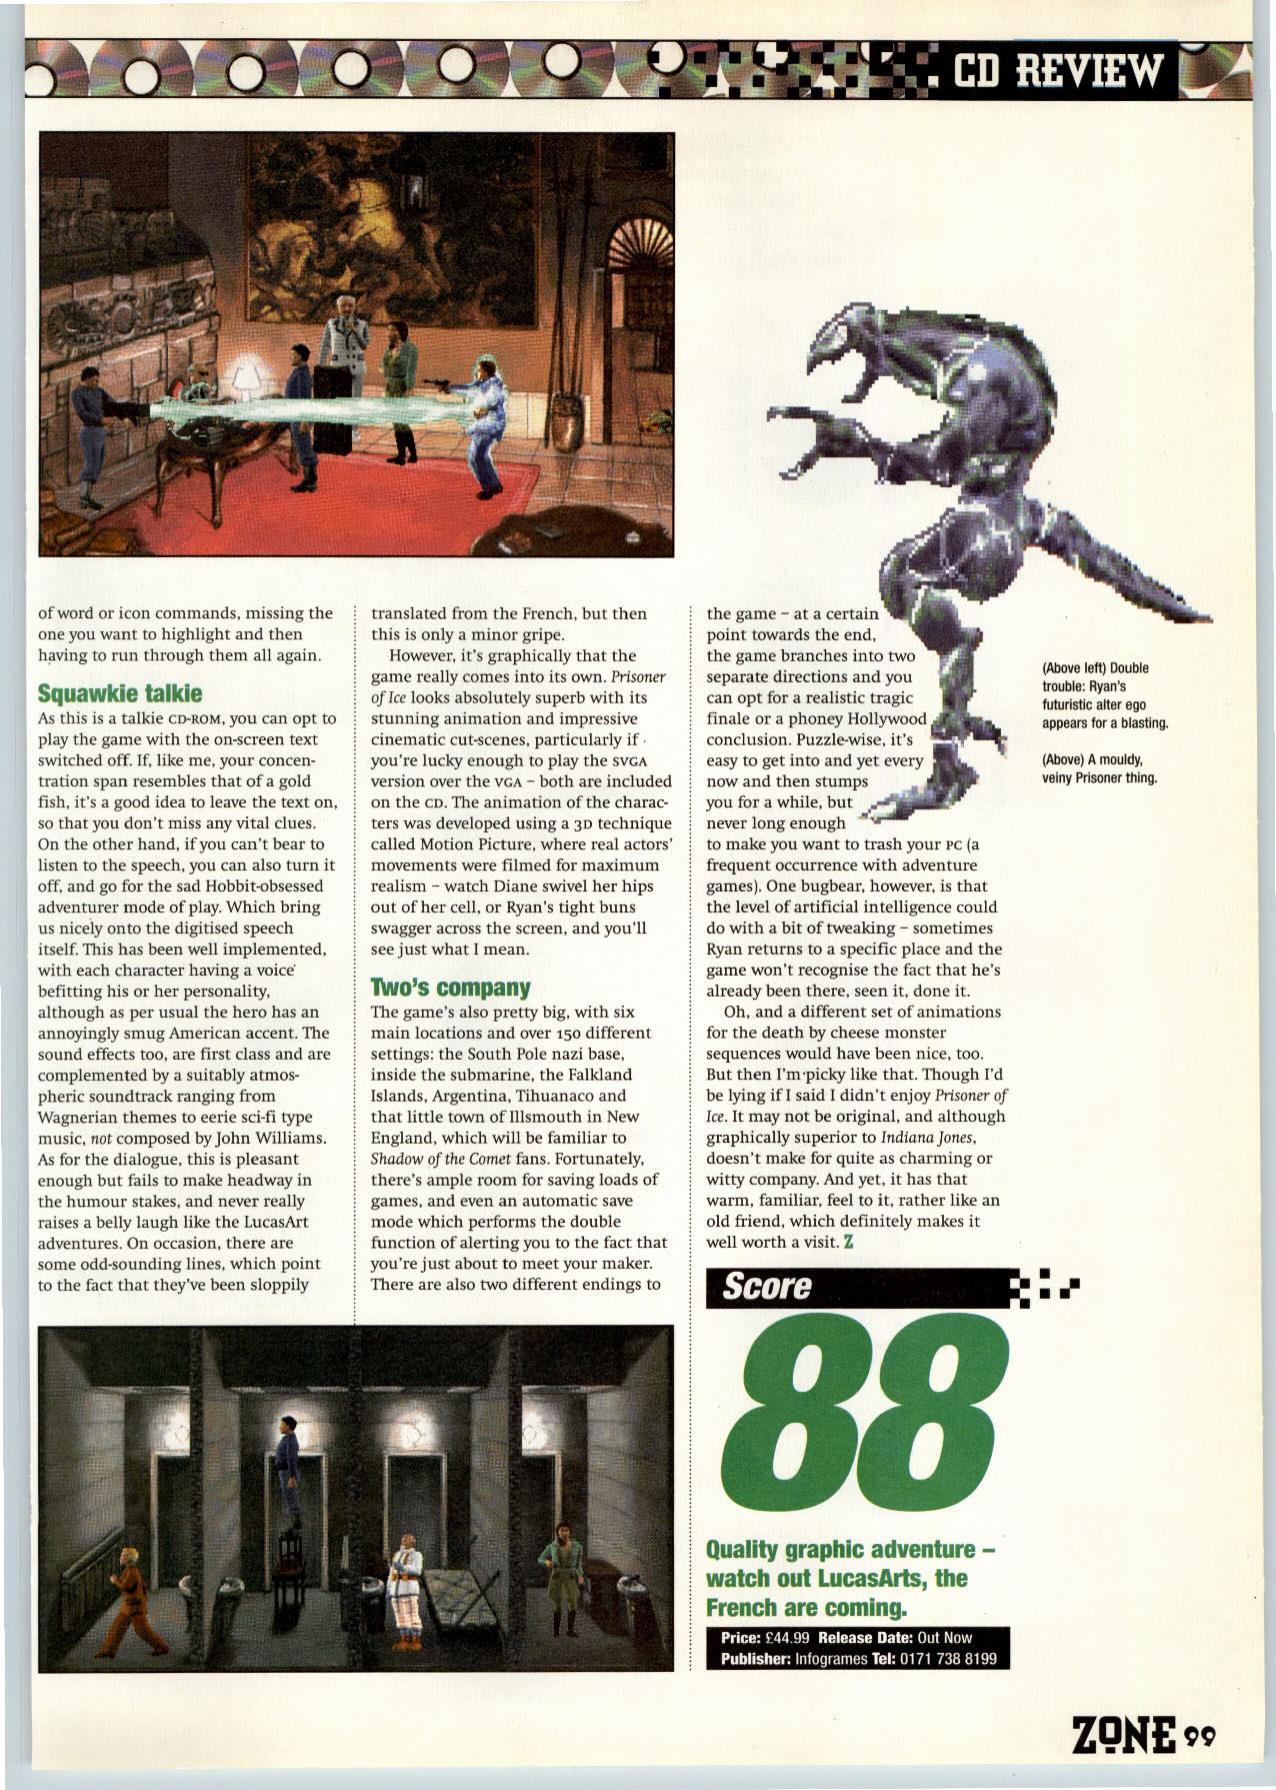 CD REVIEW
of word or icon commands, missing the
one you want to highlight and then
having to run through them all again.
Squawkie talkie
As this is a talkie CD-ROM, you can opt to
play the game with the on-screen text
switched off. If, like me, your concen-
tration span resembles that of a gold
fish, it's a good idea to leave the text on,
so that you don't miss any vital clues.
On the other hand, if you can't bear to
listen to the speech, you can also turn it
off, and go for the sad Hobbit-obsessed
adventurer mode of play. Which bring
us nicely onto the digitised speech
itself. This has been well implemented,
with each character having a voice
befitting his or her personality,
although as per usual the hero has an
annoyingly smug American accent. The
sound effects too, are first class and are
complemented by a suitably atmos-
pheric soundtrack ranging from
Wagnerian themes to eerie sci-fi type
music, not composed by John Williams.
As for the dialogue, this is pleasant
enough but fails to make headway in
the humour stakes, and never really
raises a belly laugh like the LucasArt
adventures. On occasion, there are
some odd-sounding lines, which point
to the fact that they've been sloppily
translated from the French, but then
this is only a minor gripe.
However, it's graphically that the
game really comes into its own. Prisoner
of Ice looks absolutely superb with its
stunning animation and impressive
cinematic cut-scenes, particularly if
you're lucky enough to play the SVGA
version over the VGA – both are included
on the CD. The animation of the charac-
ters was developed using a 3D technique
called Motion Picture, where real actors'
movements were filmed for maximum
realism – watch Diane swivel her hips
out of her cell, or Ryan's tight buns
swagger across the screen, and you'll
see just what I mean.
Two's company
The game's also pretty big, with six
main locations and over 150 different
settings: the South Pole nazi base,
inside the submarine, the Falkland
Islands, Argentina, Tihuanaco and
that little town of Illsmouth in New
England, which will be familiar to
Shadow of the Comet fans. Fortunately,
there's ample room for saving loads of
games, and even an automatic save
mode which performs the double
function of alerting you to the fact that
you're just about to meet your maker.
There are also two different endings to
the game – at a certain
point towards the end,
the game branches into two
separate directions and you
can opt for a realistic tragic
finale or a phoney Hollywood
conclusion. Puzzle-wise, it's
easy to get into and yet every
now and then stumps
you for a while, but
never long enough
to make you want to trash your PC (a
frequent occurrence with adventure
games). One bugbear, however, is that
the level of artificial intelligence could
do with a bit of tweaking – sometimes
Ryan returns to a specific place and the
game won't recognise the fact that he's
already been there, seen it, done it.
Oh, and a different set of animations
for the death by cheese monster
sequences would have been nice, too.
But then I'm picky like that. Though I'd
be lying if I said I didn't enjoy Prisoner of
Ice. It may not be original, and although
graphically superior to Indiana Jones,
doesn't make for quite as charming or
witty company. And yet, it has that
warm, familiar, feel to it, rather like an
old friend, which definitely makes it
well worth a visit. Z
(Above left) Double
trouble: Ryan's
futuristic alter ego
appears for a blasting.
(Above) A mouldy,
veiny Prisoner thing.
Score
88
Quality graphic adventure –
watch out LucasArts, the
French are coming.
Price: £44.99 Release Date: Out Now
Publisher: Infogrames Tel: 0171 738 8199
ZONE 99